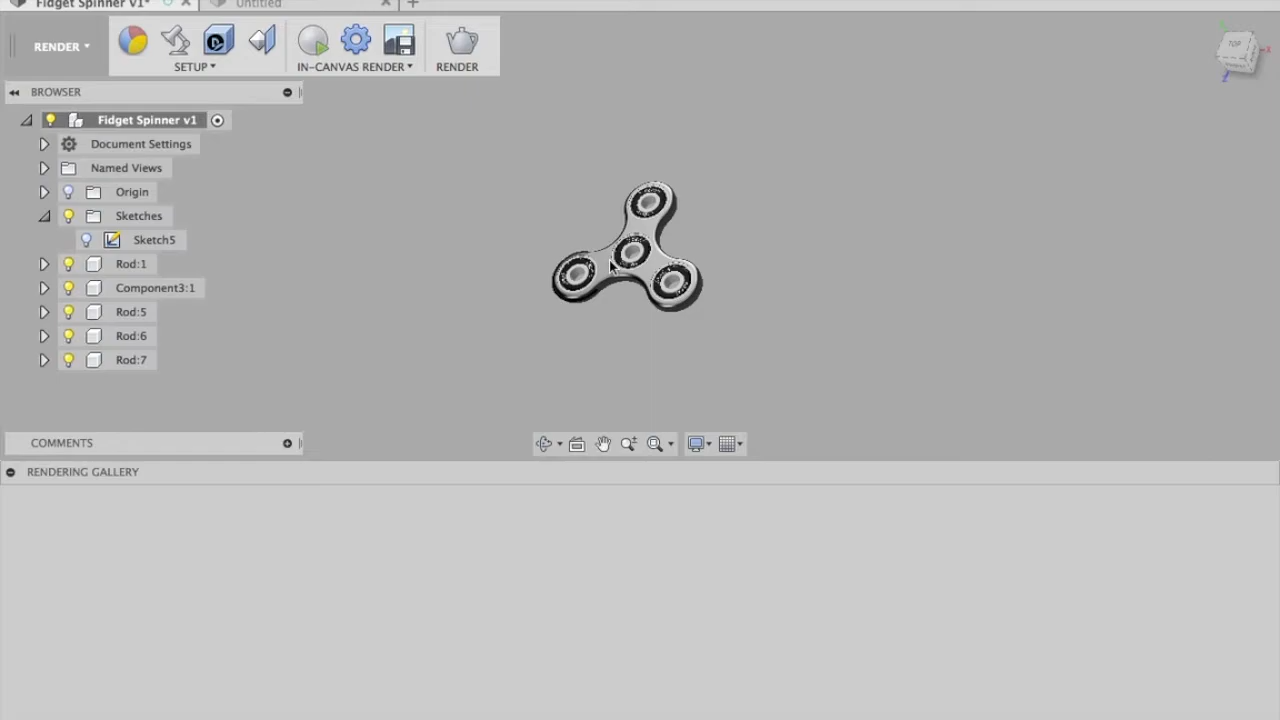 Fidget Spinner v1*
Untitled
RENDER
SETUP
IN-CANVAS RENDER
RENDER
TOP
BROWSER
Fidget Spinner v1
Document Settings
Named Views
Origin
Sketches
Sketch5
Rod:1
Component3:1
Rod:5
Rod:6
Rod:7
COMMENTS
RENDERING GALLERY